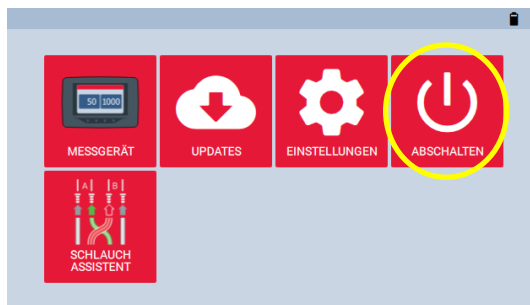 50 1000
MESSGERÄT
UPDATES
EINSTELLUNGEN
ABSCHALTEN
A B
SCHLAUCH
ASSISTENT